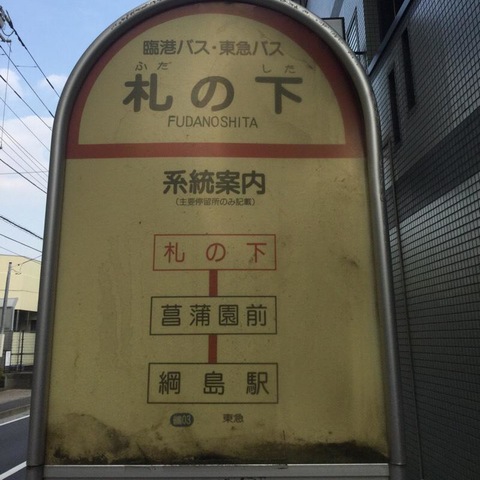 臨港バス・東急バス
ふだ した
札の下
FUDANOSHITA
系統案内
(主要停留所のみ記載)
札の下
菖蒲園前
綱島駅
東急